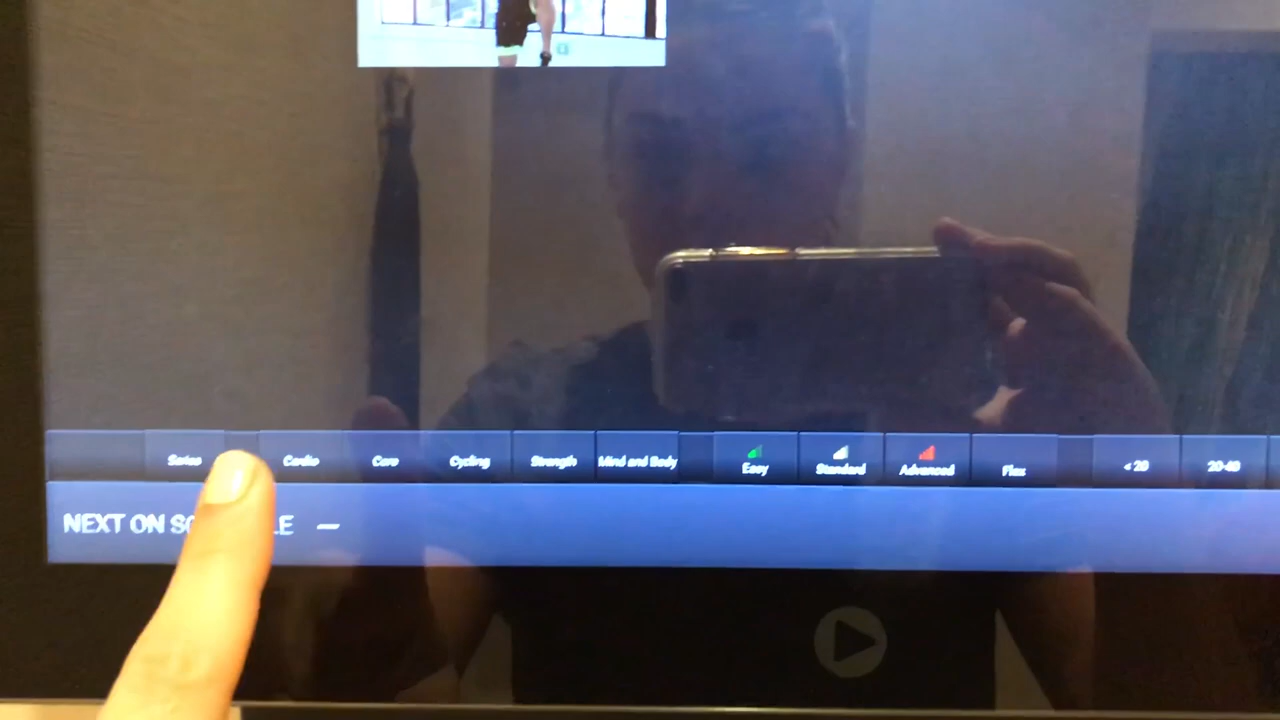 Series Cardio Core Cycling Strength Mind and Body Easy Standard Advanced Flex < 20 20-40
NEXT ON SC LE —